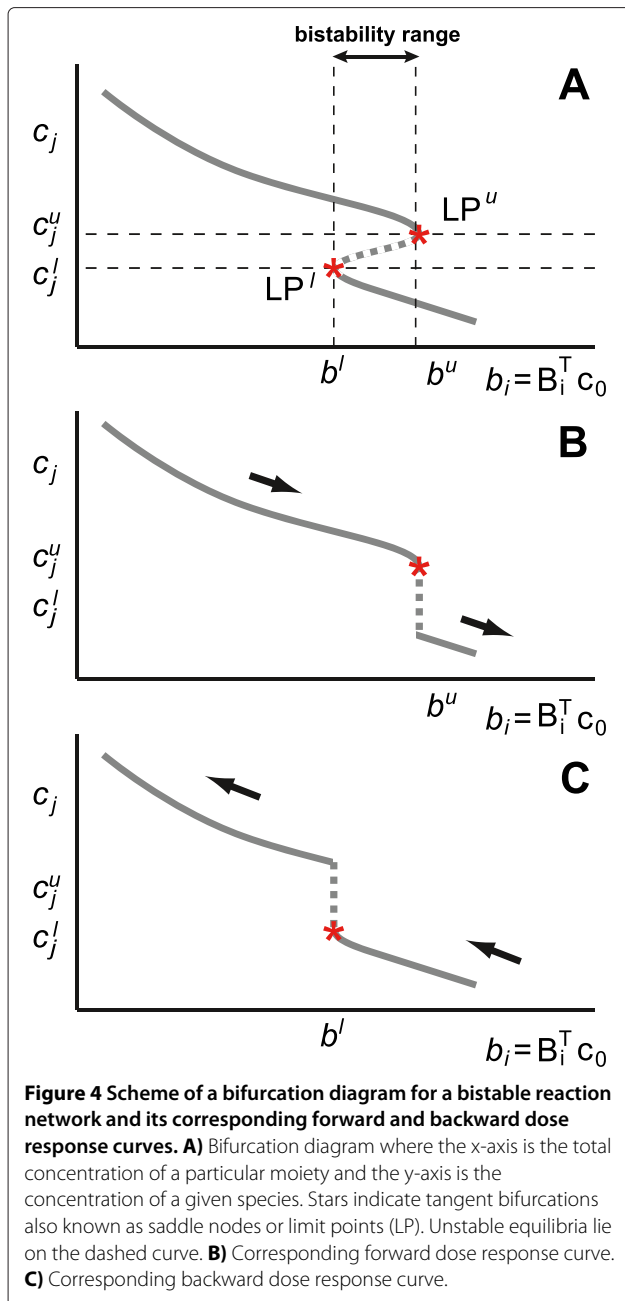 bistability range
A
c_j
LP^u
c_j^u
c_j^l
LP^l
b^l b^u b_i = B_i^T c_0
B
c_j
c_j^u
c_j^l
b^u b_i = B_i^T c_0
C
c_j
c_j^u
c_j^l
b^l b_i = B_i^T c_0
Figure 4 Scheme of a bifurcation diagram for a bistable reaction
network and its corresponding forward and backward dose
response curves. A) Bifurcation diagram where the x-axis is the total
concentration of a particular moiety and the y-axis is the
concentration of a given species. Stars indicate tangent bifurcations
also known as saddle nodes or limit points (LP). Unstable equilibria lie
on the dashed curve. B) Corresponding forward dose response curve.
C) Corresponding backward dose response curve.